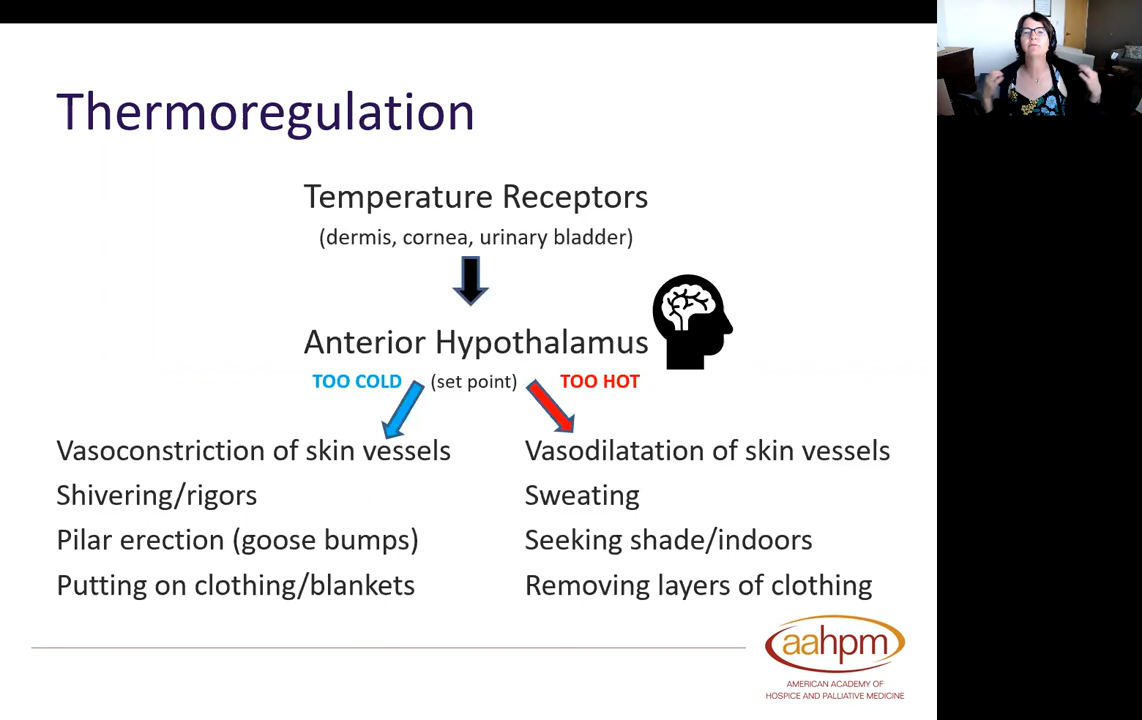 Thermoregulation
Temperature Receptors
(dermis, cornea, urinary bladder)
Anterior Hypothalamus
TOO COLD (set point) TOO HOT
Vasoconstriction of skin vessels
Shivering/rigors
Pilar erection (goose bumps)
Putting on clothing/blankets
Vasodilatation of skin vessels
Sweating
Seeking shade/indoors
Removing layers of clothing
aahpm
AMERICAN ACADEMY OF
HOSPICE AND PALLIATIVE MEDICINE